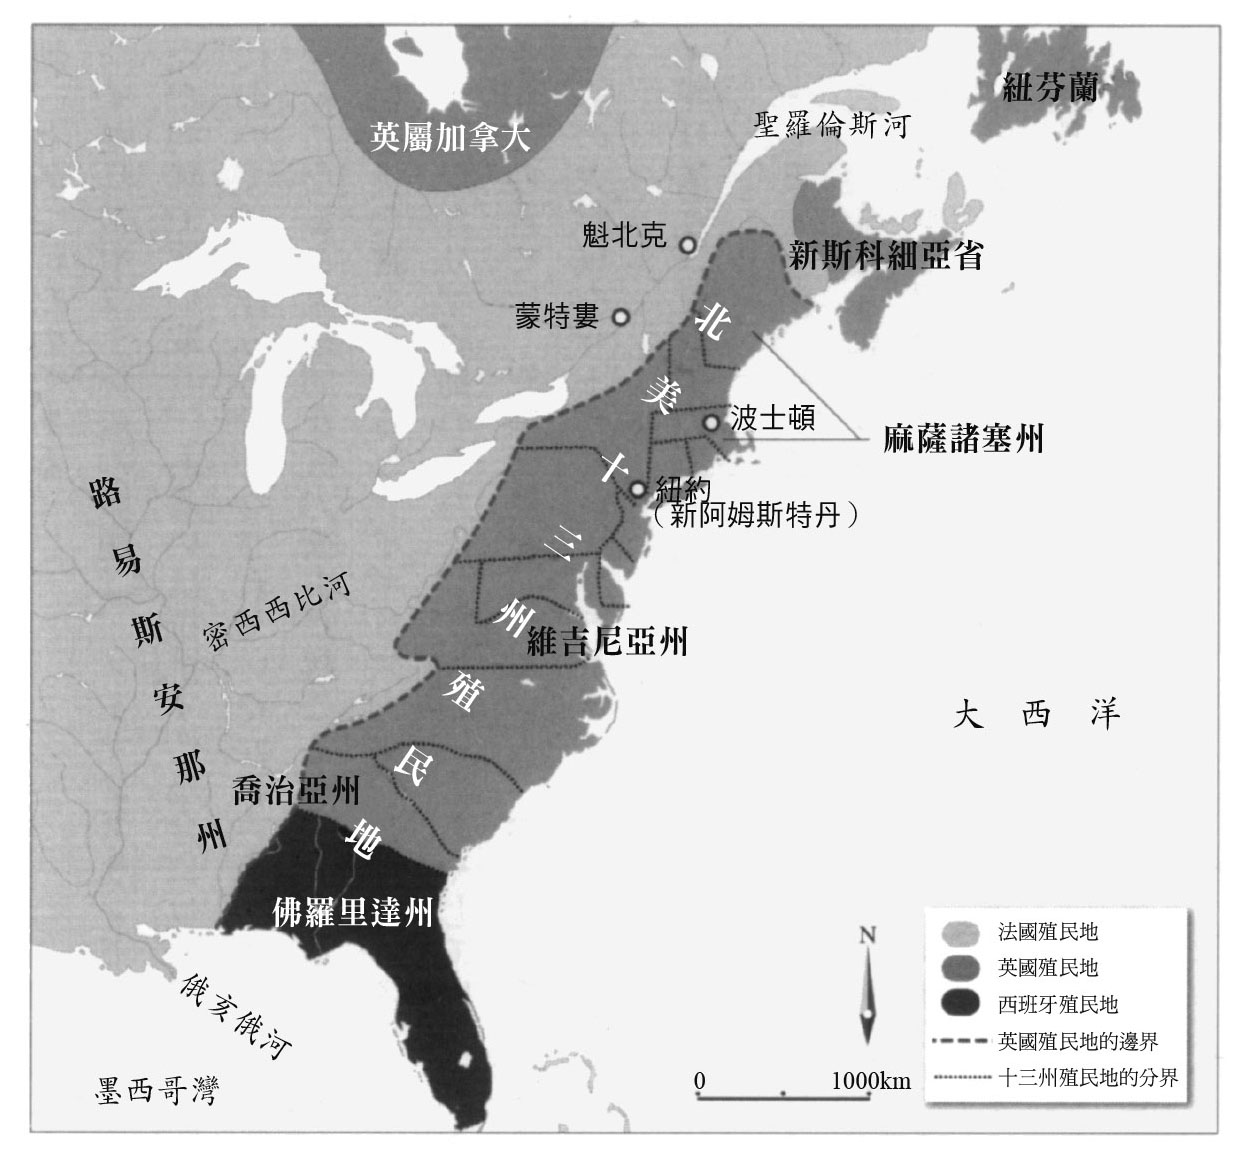 紐芬蘭
聖羅倫斯河
英屬加拿大
魁北克
新斯科細亞省
蒙特婁
北美十三州殖民地
波士頓
麻薩諸塞州
紐約
（新阿姆斯特丹）
路易斯安那州
密西西比河
維吉尼亞州
大西洋
喬治亞州
佛羅里達州
俄亥俄河
墨西哥灣
N
0 1000km
法國殖民地
英國殖民地
西班牙殖民地
英國殖民地的邊界
十三州殖民地的分界